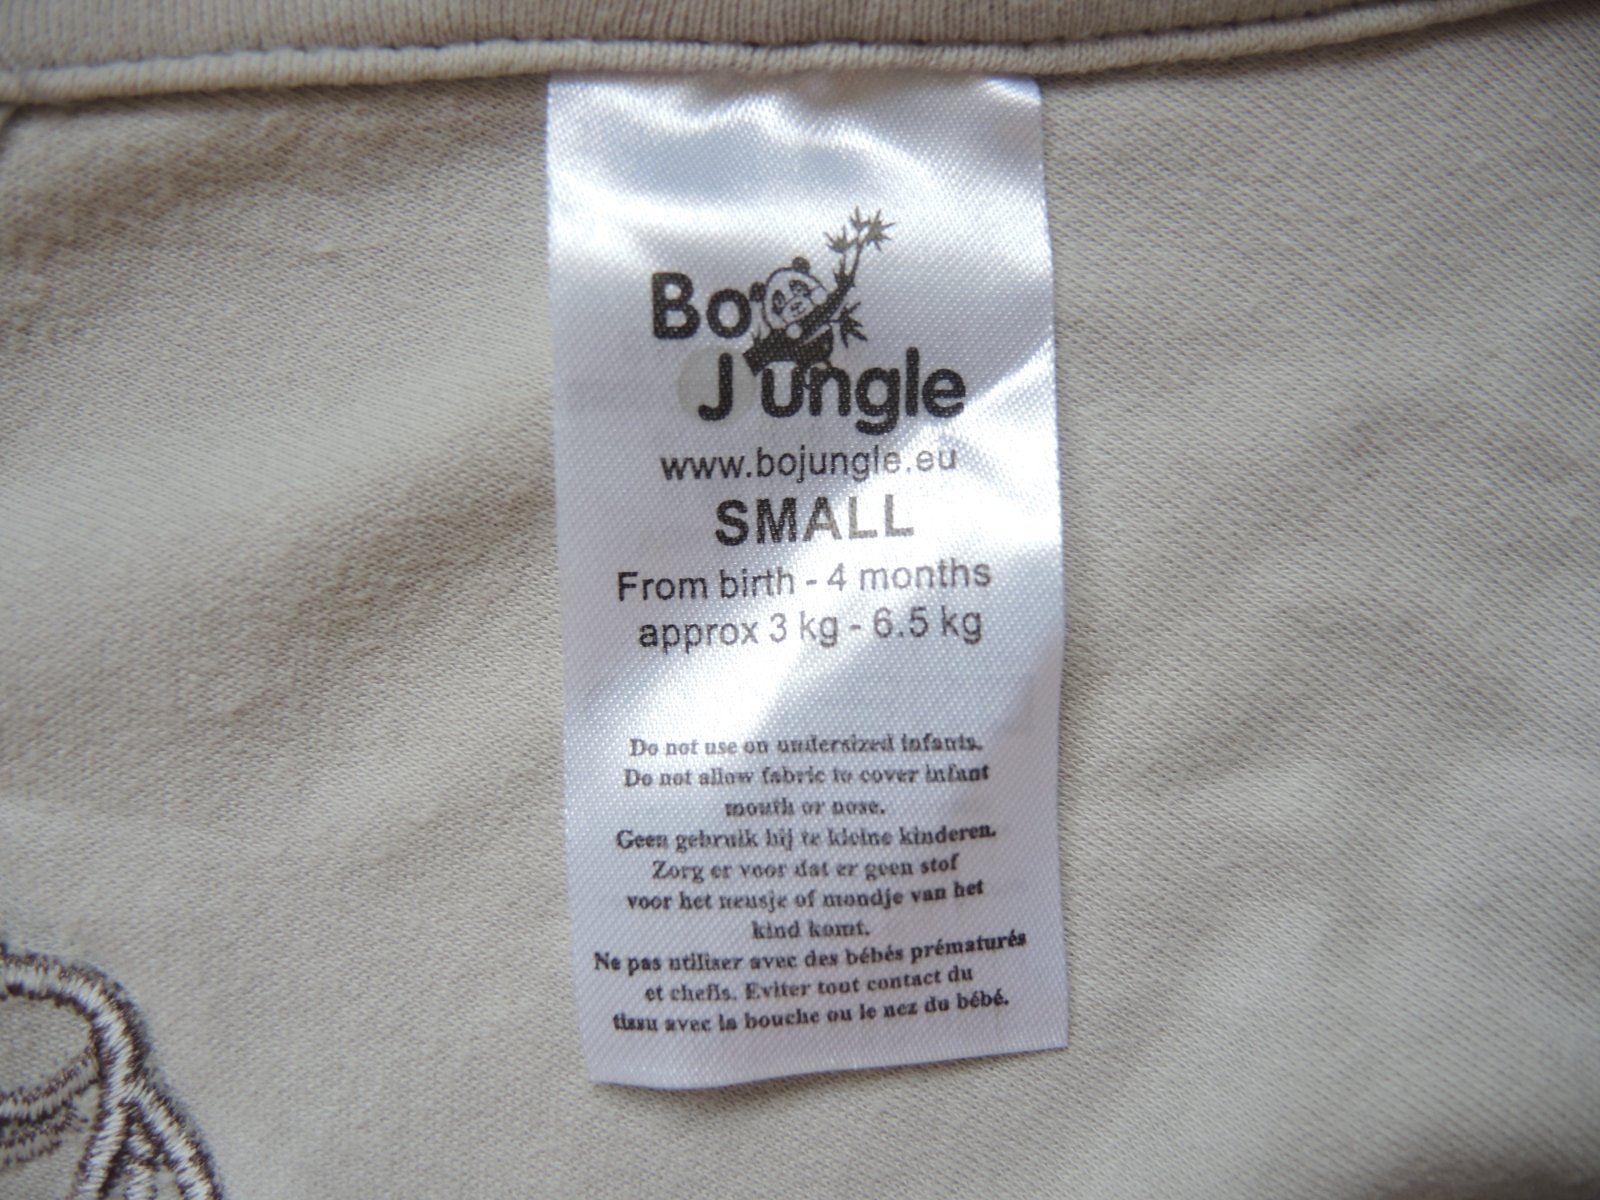 Bo
Jungle
www.bojungle.eu
SMALL
From birth - 4 months
approx 3 kg - 6.5 kg
Do not use on undersized infants.
Do not allow fabric to cover infant
mouth or nose.
Geen gebruik bij te kleine kinderen.
Zorg er voor dat er geen stof
voor het neusje of mondje van het
kind komt.
Ne pas utiliser avec des bébés prématurés
et chefis. Eviter tout contact du
tissu avec la bouche ou le nez du bébé.